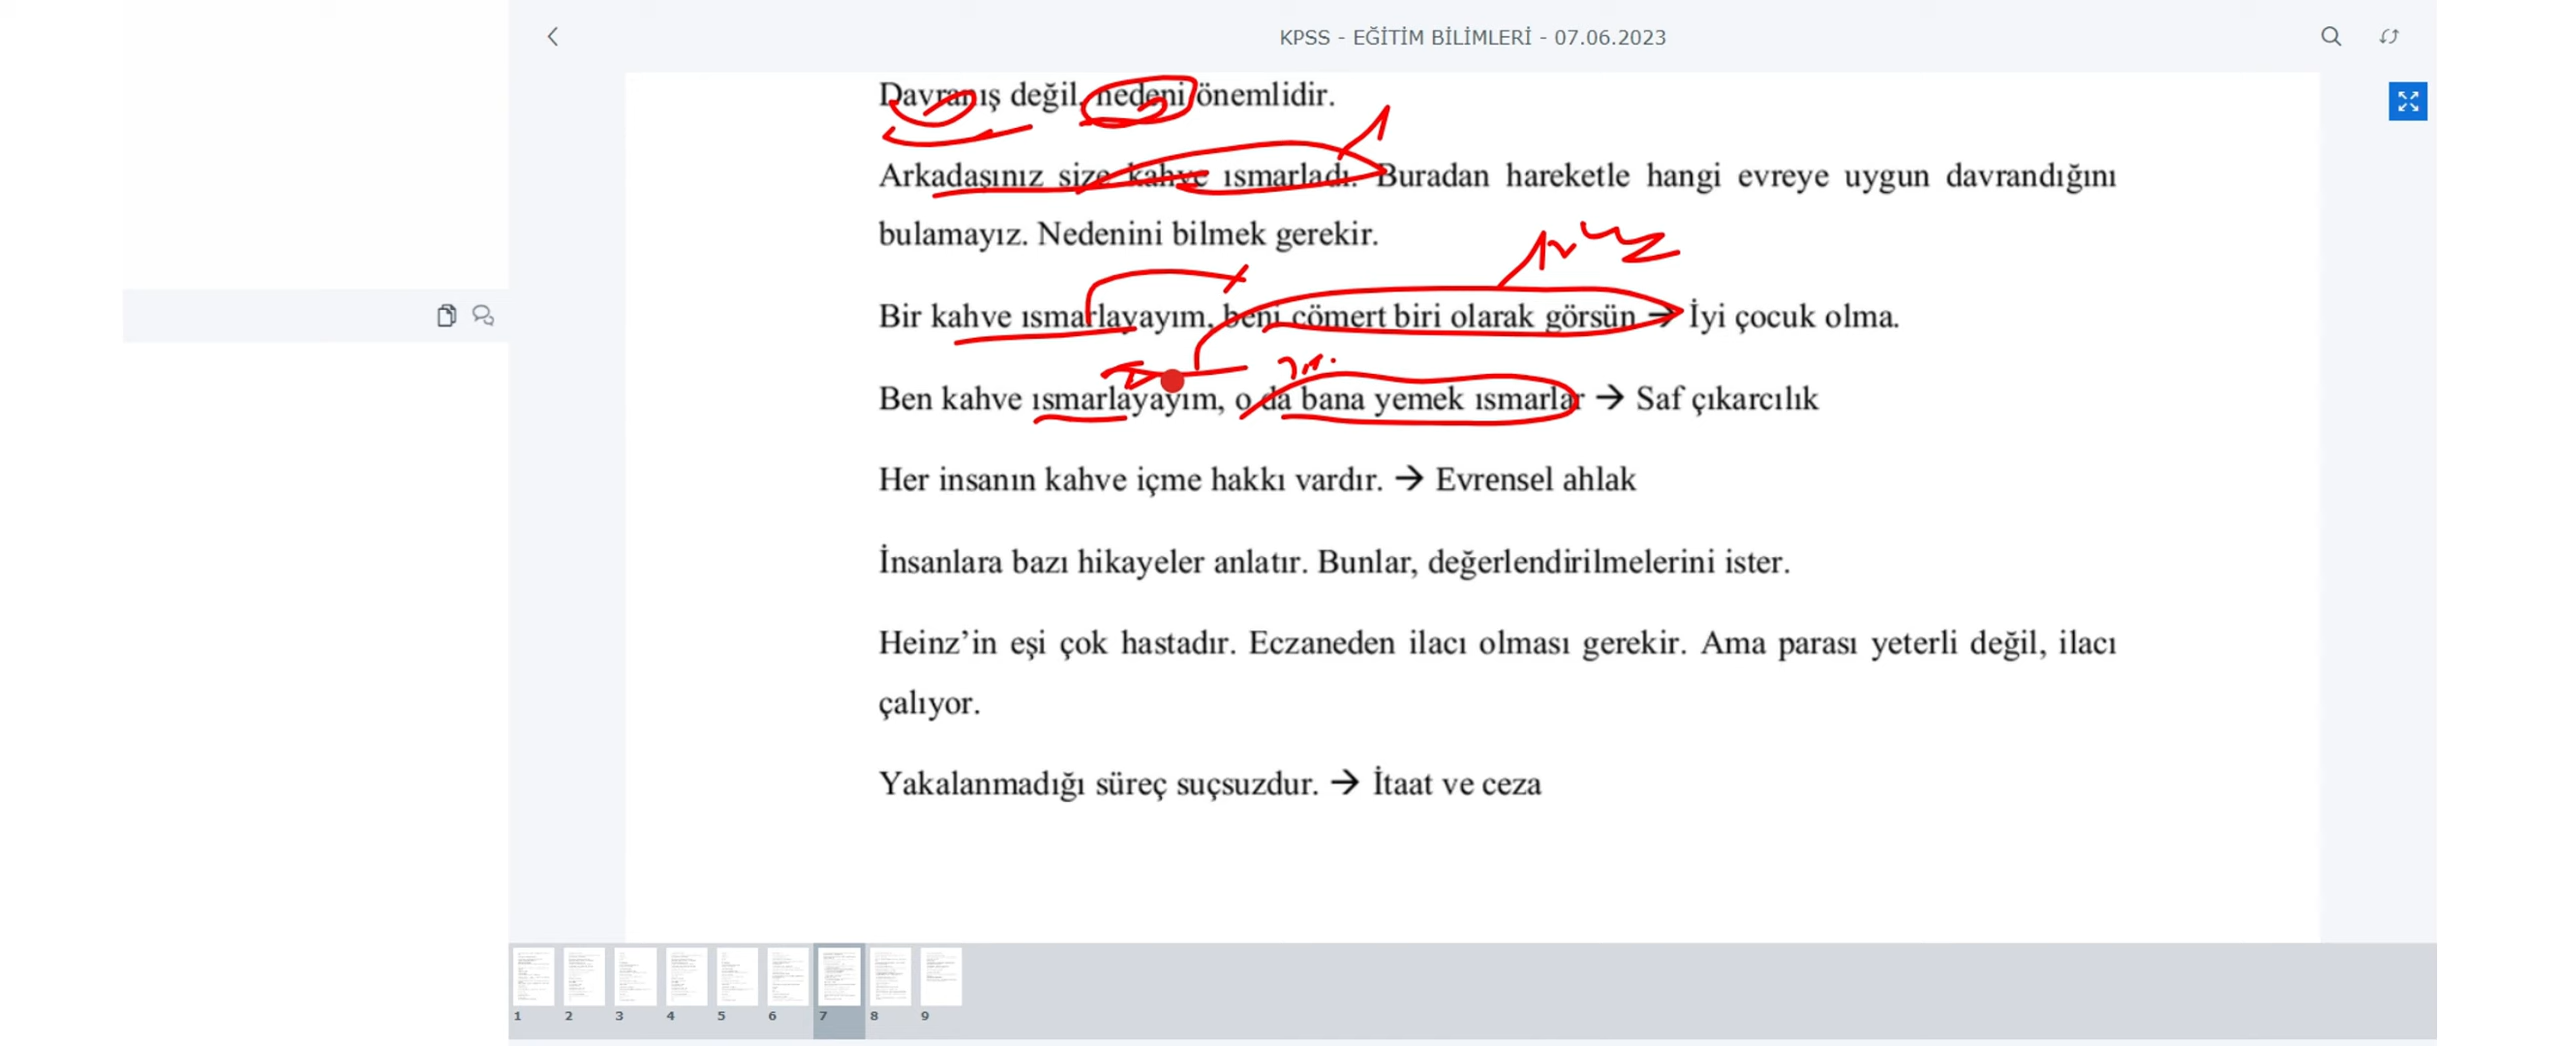 KPSS - EĞİTİM BİLİMLERİ - 07.06.2023
Davranış değil, nedeni önemlidir.
Arkadaşınız size kahve ısmarladı. Buradan hareketle hangi evreye uygun davrandığını
bulamayız. Nedenini bilmek gerekir.
Bir kahve ısmarlayayım, beni cömert biri olarak görsün → İyi çocuk olma.
Ben kahve ısmarlayayım, o da bana yemek ısmarlar → Saf çıkarcılık
Her insanın kahve içme hakkı vardır. → Evrensel ahlak
İnsanlara bazı hikayeler anlatır. Bunlar, değerlendirilmelerini ister.
Heinz’in eşi çok hastadır. Eczaneden ilacı olması gerekir. Ama parası yeterli değil, ilacı
çalıyor.
Yakalanmadığı süreç suçsuzdur. → İtaat ve ceza
1 2 3 4 5 6 7 8 9